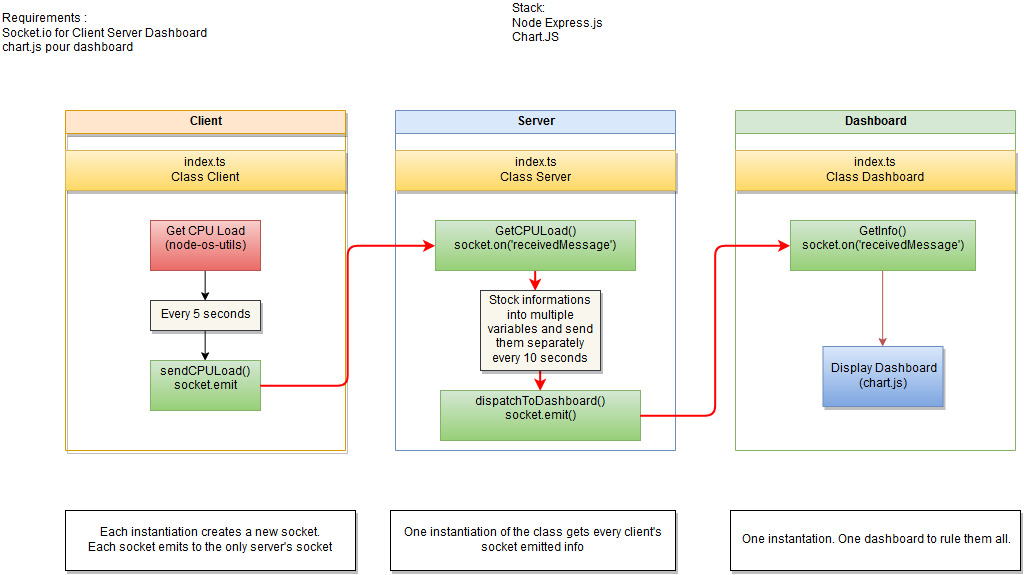 Requirements :
Socket.io for Client Server Dashboard
chart.js pour dashboard
Stack:
Node Express.js
Chart.JS
Client
index.ts
Class Client
Get CPU Load
(node-os-utils)
Every 5 seconds
sendCPULoad()
socket.emit
Each instantiation creates a new socket.
Each socket emits to the only server's socket
Server
index.ts
Class Server
GetCPULoad()
socket.on('receivedMessage')
Stock informations
into multiple
variables and send
them separately
every 10 seconds
dispatchToDashboard()
socket.emit()
One instantiation of the class gets every client's
socket emitted info
Dashboard
index.ts
Class Dashboard
GetInfo()
socket.on('receivedMessage')
Display Dashboard
(chart.js)
One instantation. One dashboard to rule them all.